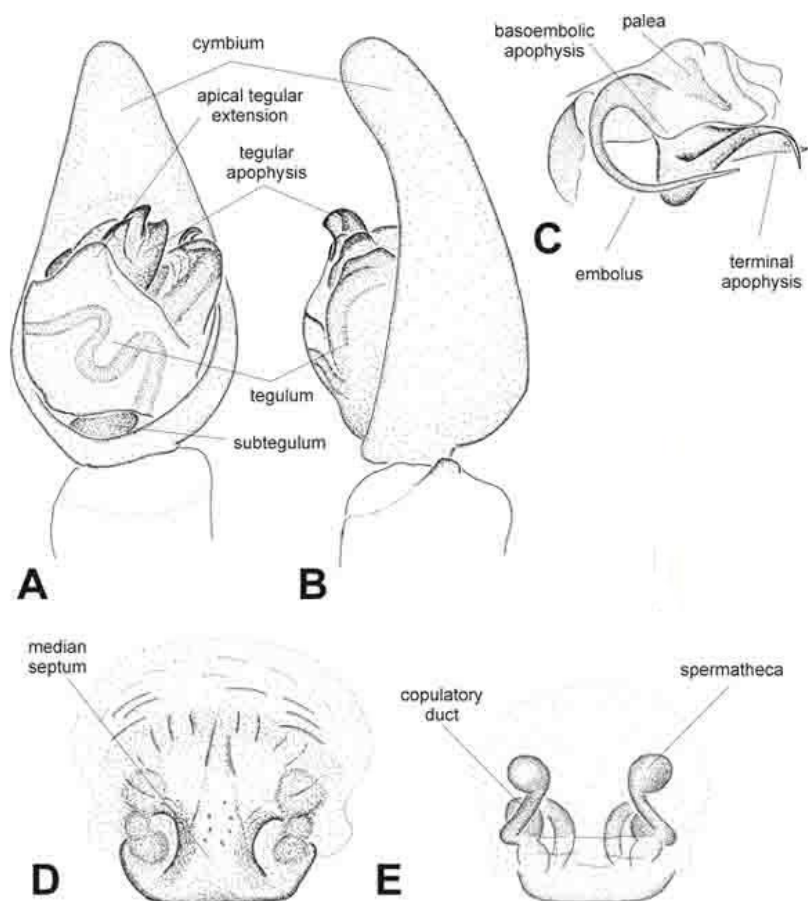 cymbium
apical tegular
extension
tegular
apophysis
tegulum
subtegulum
A
B
basoembolic
apophysis
palea
C
embolus
terminal
apophysis
median
septum
D
copulatory
duct
spermatheca
E